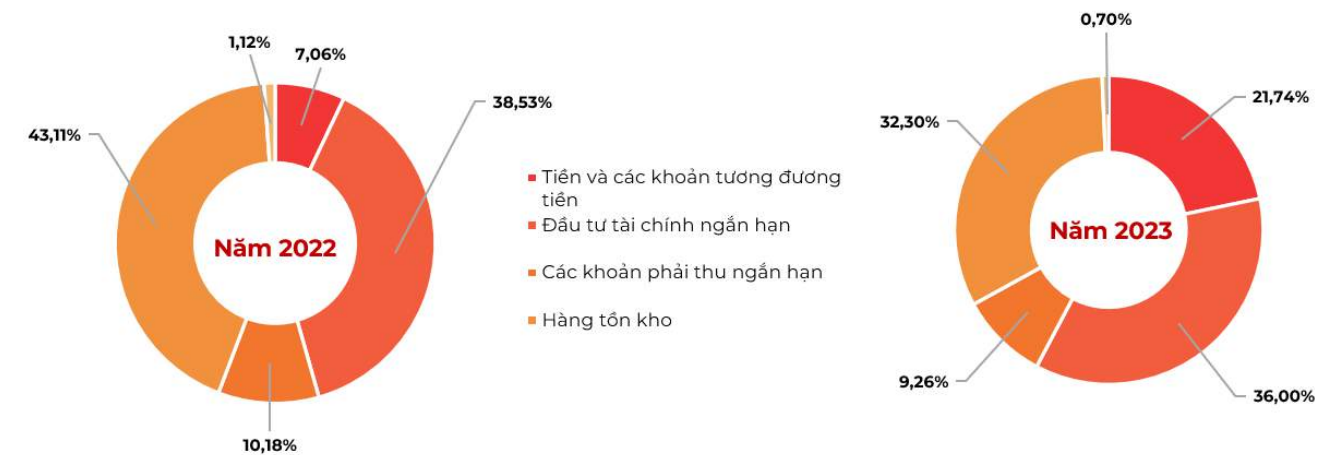 1,12%
7,06%
38,53%
43,11%
Năm 2022
10,18%
Tiền và các khoản tương đương
tiền
Đầu tư tài chính ngắn hạn
Các khoản phải thu ngắn hạn
Hàng tồn kho
0,70%
21,74%
32,30%
Năm 2023
9,26%
36,00%